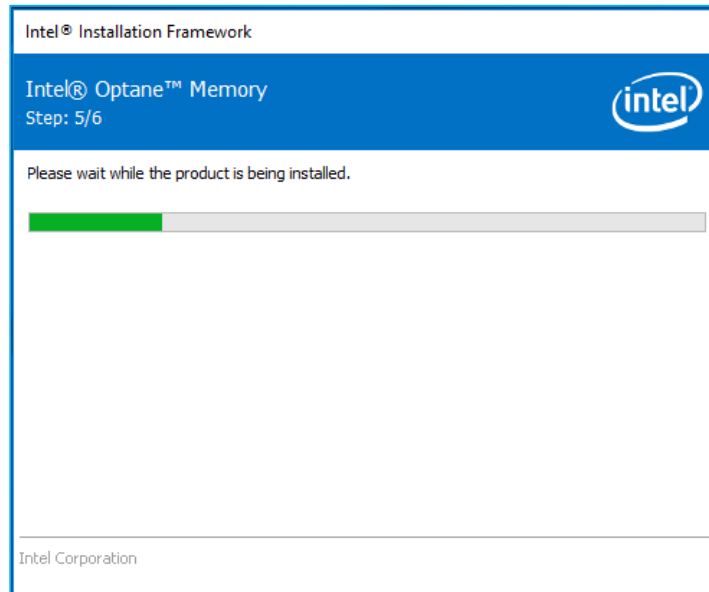 Intel® Installation Framework
Intel® Optane™ Memory
Step: 5/6
intel
Please wait while the product is being installed.
Intel Corporation